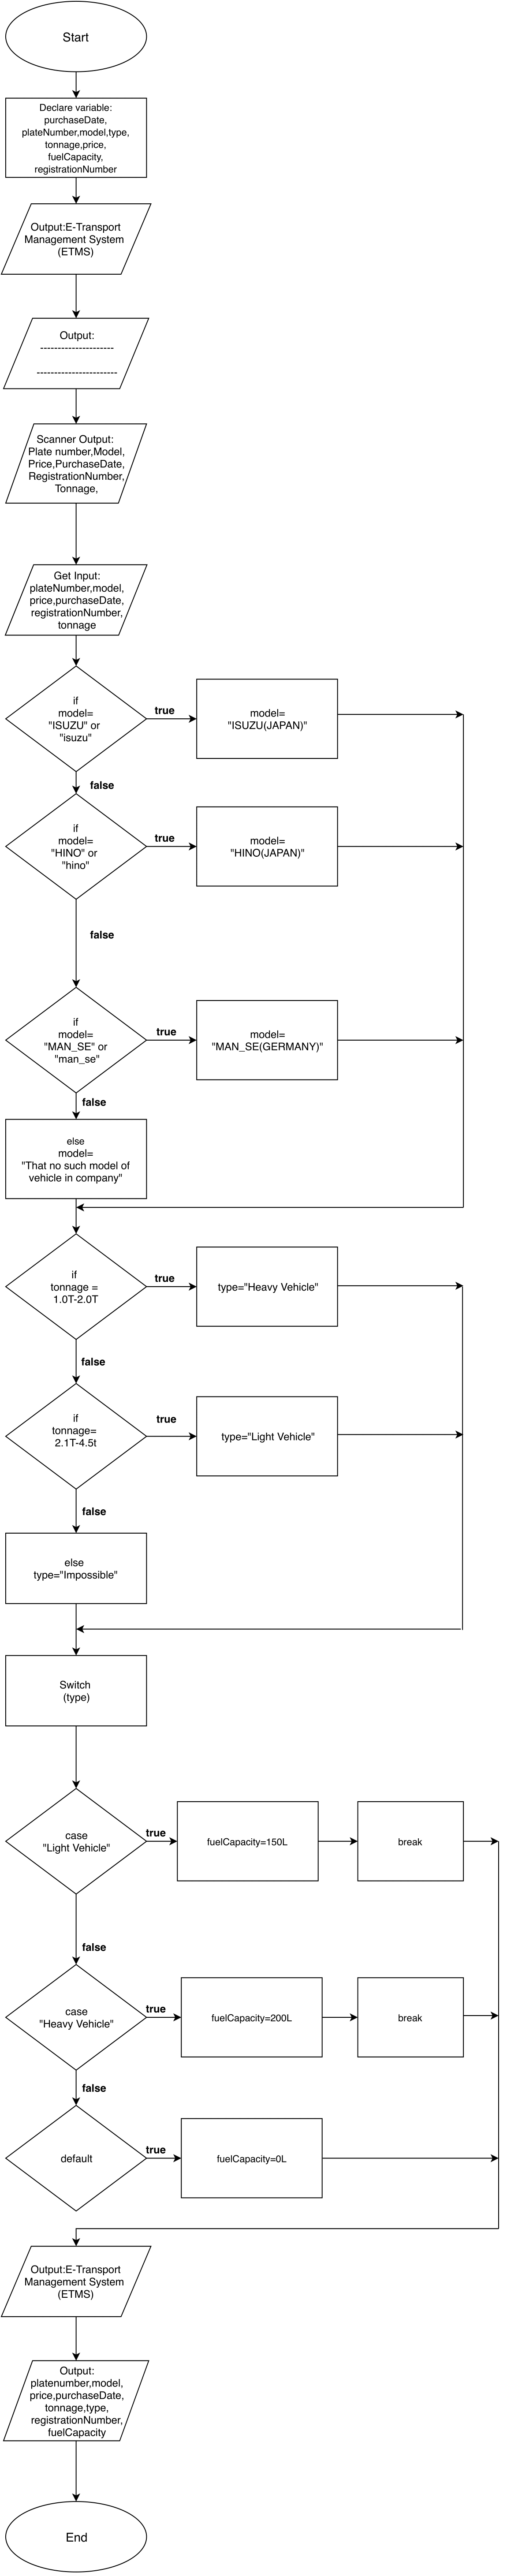 Start
Declare variable:
purchaseDate,
plateNumber,model,type,
tonnage,price,
fuelCapacity,
registrationNumber
Output:E-Transport
Management System
(ETMS)
Output:
---------------------
-----------------------
Scanner Output:
Plate number,Model,
Price,PurchaseDate,
RegistrationNumber,
Tonnage,
Get Input:
plateNumber,model,
price,purchaseDate,
registrationNumber,
tonnage
if
model=
"ISUZU" or
"isuzu"
true
model=
"ISUZU(JAPAN)"
false
if
model=
"HINO" or
"hino"
true
model=
"HINO(JAPAN)"
false
if
model=
"MAN_SE" or
"man_se"
true
model=
"MAN_SE(GERMANY)"
false
else
model=
"That no such model of
vehicle in company"
if
tonnage =
1.0T-2.0T
true
type="Heavy Vehicle"
false
if
tonnage=
2.1T-4.5t
true
type="Light Vehicle"
false
else
type="Impossible"
Switch
(type)
case
"Light Vehicle"
true
fuelCapacity=150L
break
false
case
"Heavy Vehicle"
true
fuelCapacity=200L
break
false
default
true
fuelCapacity=0L
Output:E-Transport
Management System
(ETMS)
Output:
platenumber,model,
price,purchaseDate,
tonnage,type,
registrationNumber,
fuelCapacity
End